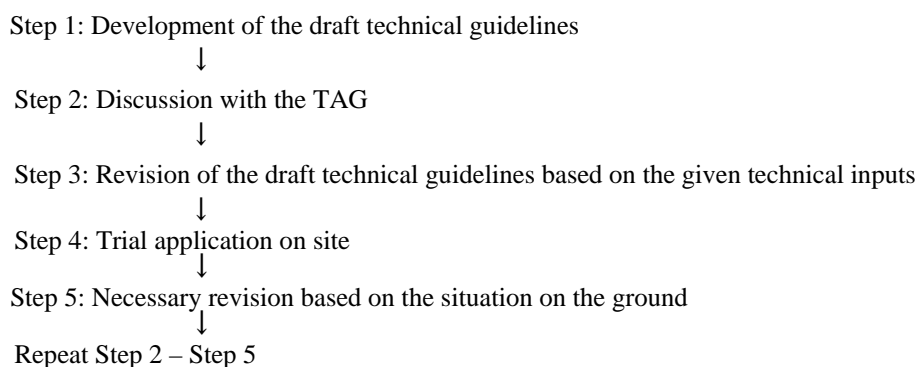 Step 1: Development of the draft technical guidelines
↓
Step 2: Discussion with the TAG
↓
Step 3: Revision of the draft technical guidelines based on the given technical inputs
↓
Step 4: Trial application on site
↓
Step 5: Necessary revision based on the situation on the ground
↓
Repeat Step 2 – Step 5